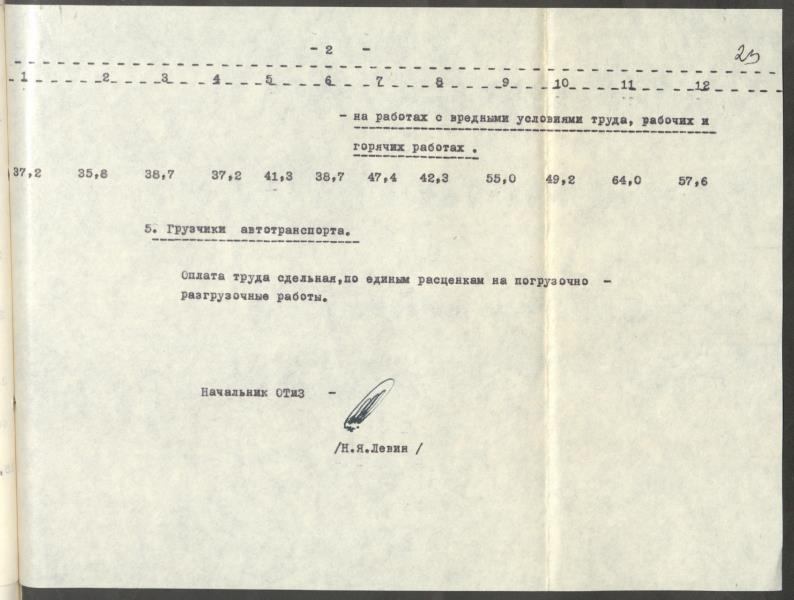 - 2 -
23
1 2 3 4 5 6 7 8 9 10 11 12
- на работах с вредными условиями труда, рабочих и
горячих работах .
37,2 35,8 38,7 37,2 41,3 38,7 47,4 42,3 55,0 49,2 64,0 57,6
5. Грузчики автотранспорта.
Оплата труда сдельная,по единым расценкам на погрузочно -
разгрузочные работы.
Начальник ОТиЗ -
/Н.Я.Левин /